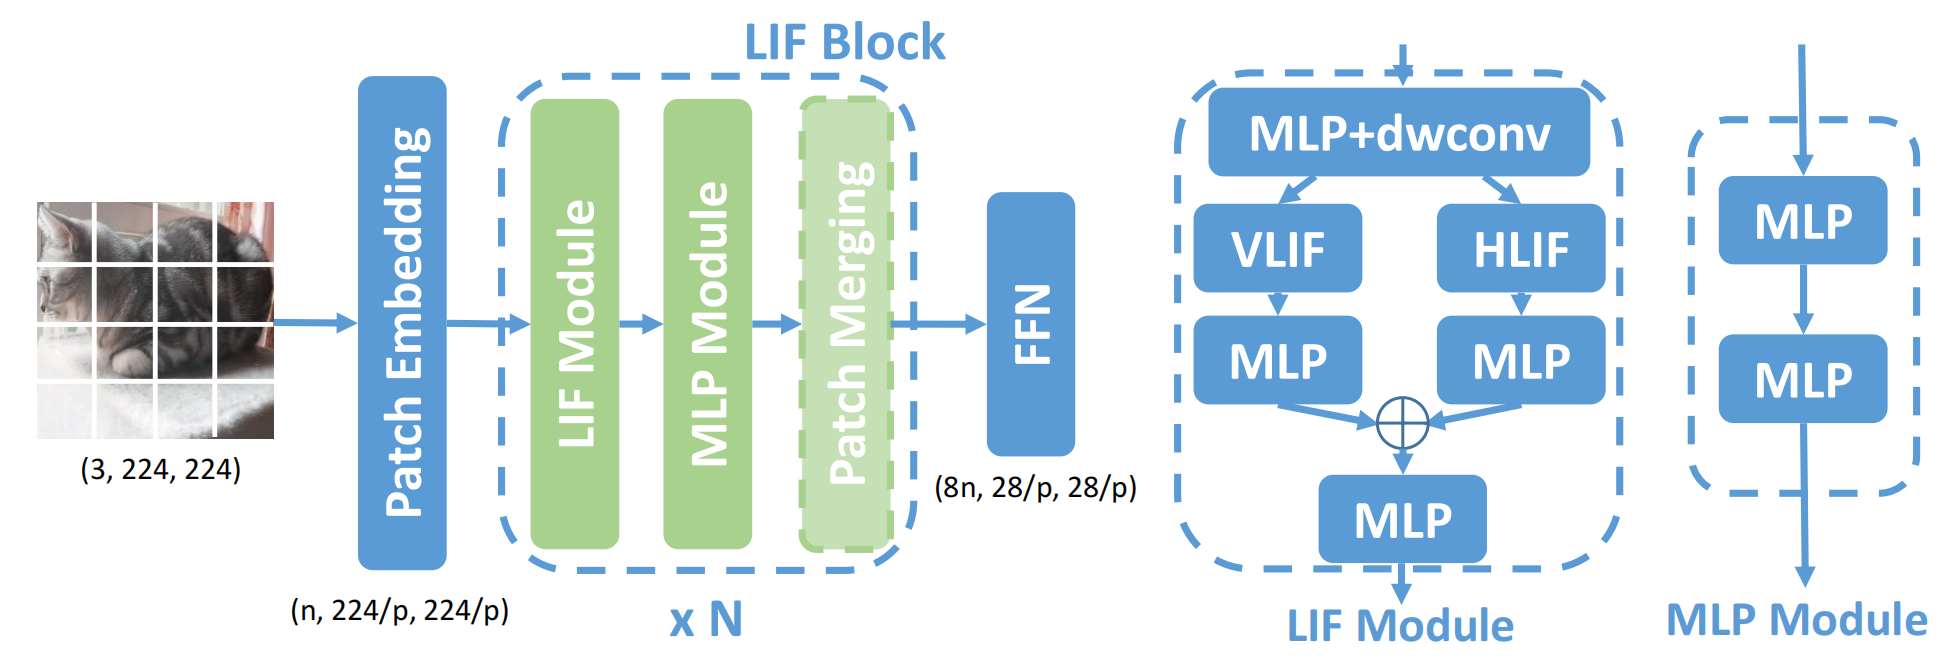 LIF Block
(3, 224, 224)
Patch Embedding
(n, 224/p, 224/p)
LIF Module
MLP Module
Patch Merging
x N
FFN
(8n, 28/p, 28/p)
MLP+dwconv
VLIF
HLIF
MLP
MLP
MLP
LIF Module
MLP
MLP
MLP Module